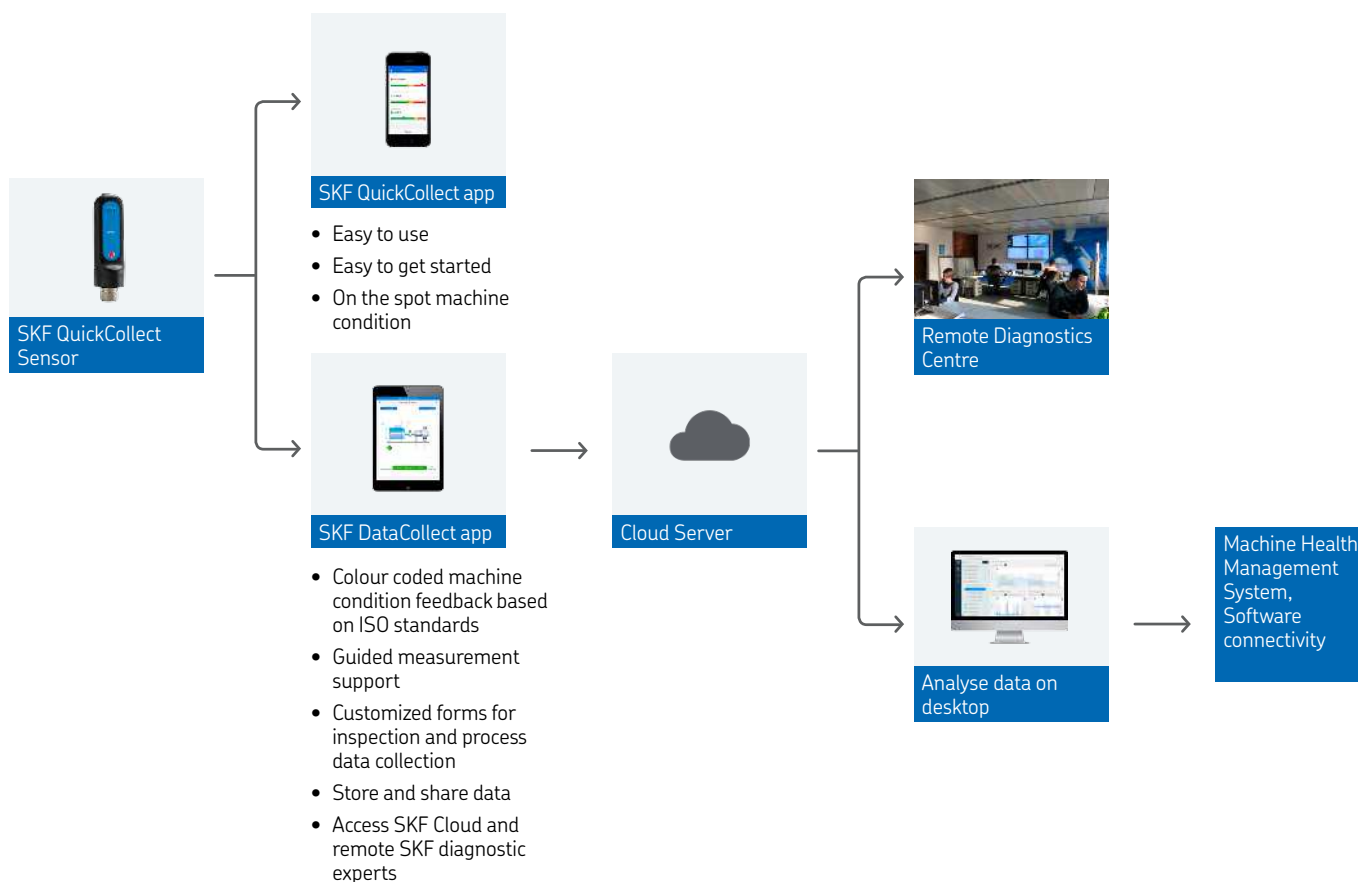 SKF QuickCollect
Sensor
SKF QuickCollect app
• Easy to use
• Easy to get started
• On the spot machine
condition
SKF DataCollect app
• Colour coded machine
condition feedback based
on ISO standards
• Guided measurement
support
• Customized forms for
inspection and process
data collection
• Store and share data
• Access SKF Cloud and
remote SKF diagnostic
experts
Cloud Server
Remote Diagnostics
Centre
Analyse data on
desktop
Machine Health
Management
System,
Software
connectivity